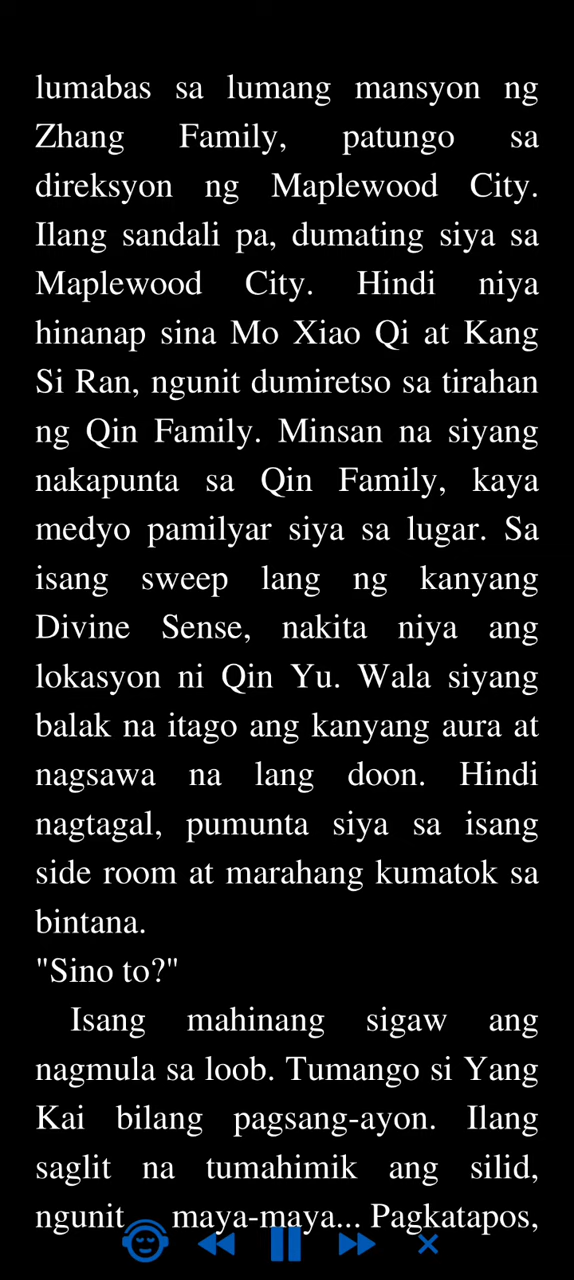 lumabas sa lumang mansyon ng
Zhang Family, patungo sa
direksyon ng Maplewood City.
Ilang sandali pa, dumating siya sa
Maplewood City. Hindi niya
hinanap sina Mo Xiao Qi at Kang
Si Ran, ngunit dumiretso sa tirahan
ng Qin Family. Minsan na siyang
nakapunta sa Qin Family, kaya
medyo pamilyar siya sa lugar. Sa
isang sweep lang ng kanyang
Divine Sense, nakita niya ang
lokasyon ni Qin Yu. Wala siyang
balak na itago ang kanyang aura at
nagsawa na lang doon. Hindi
nagtagal, pumunta siya sa isang
side room at marahang kumatok sa
bintana.
"Sino to?"
Isang mahinang sigaw ang
nagmula sa loob. Tumango si Yang
Kai bilang pagsang-ayon. Ilang
saglit na tumahimik ang silid,
ngunit maya-maya... Pagkatapos,